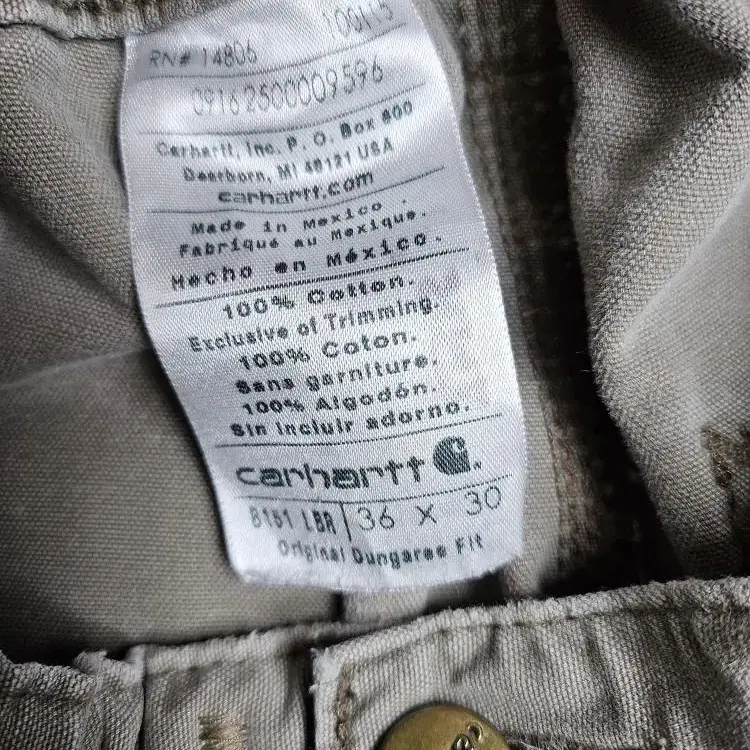 RN# 14806 100115
09162500009596
Carhartt, Inc. P. O. Box 600
Dearborn, MI 48121 USA
carhartt.com
Made in Mexico.
Fabriqué au Mexique.
Hecho en México.
100% Cotton.
Exclusive of Trimming.
100% Coton.
Sans garniture.
100% Algodón.
Sin incluir adorno.
carhartt
B151 LBR 36 X 30
Original Dungaree Fit